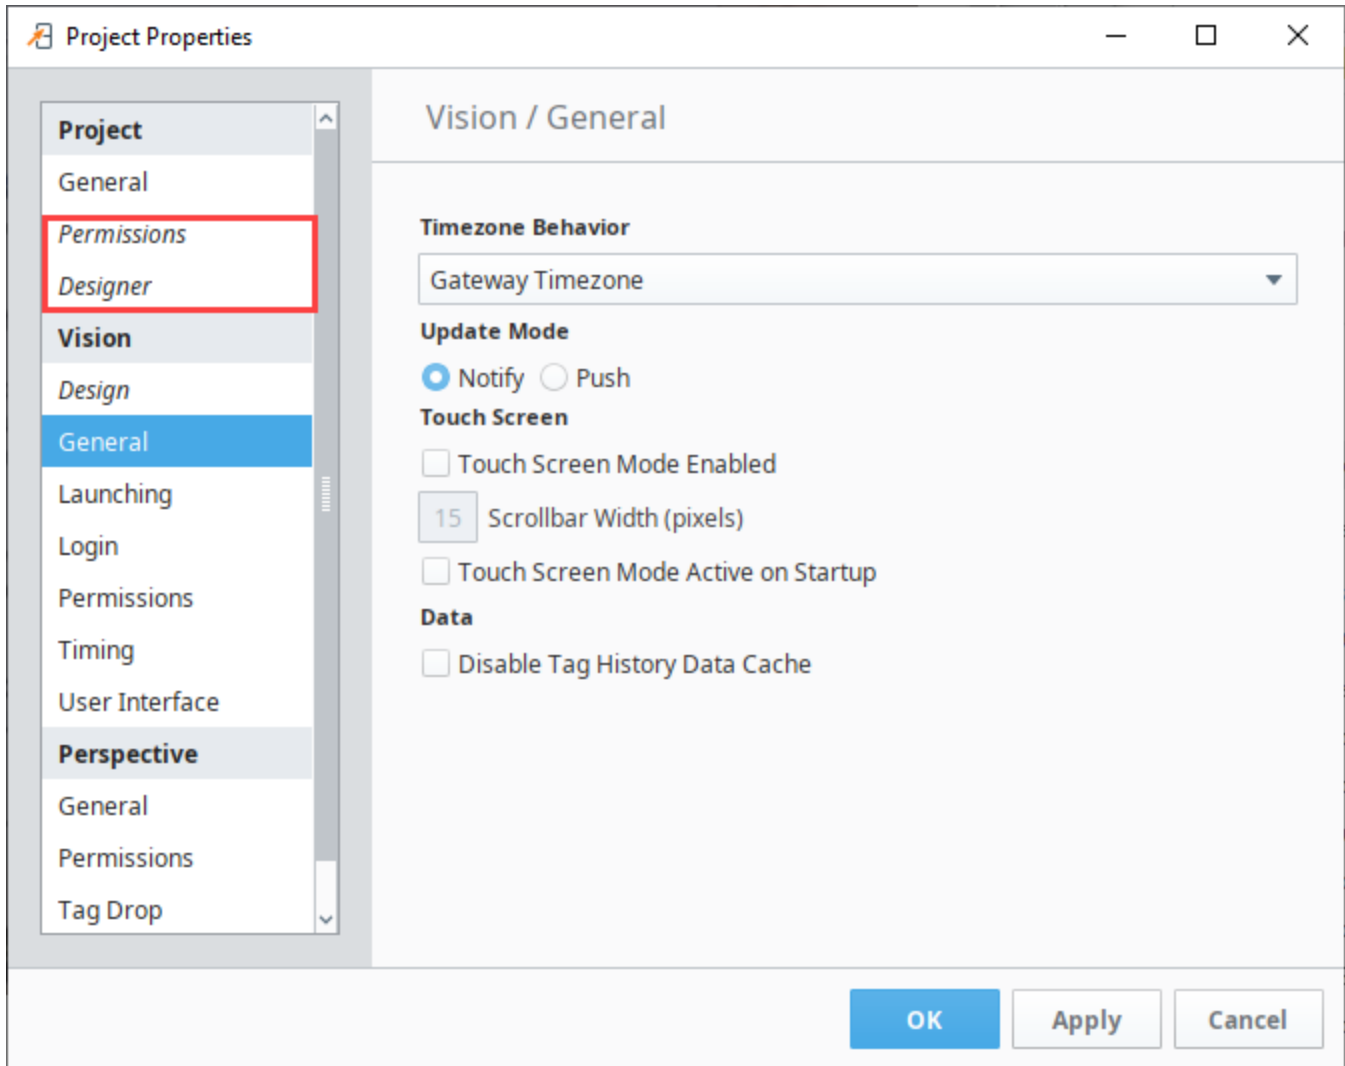 Project Properties
Project
General
Permissions
Designer
Vision
Design
General
Launching
Login
Permissions
Timing
User Interface
Perspective
General
Permissions
Tag Drop
Vision / General
Timezone Behavior
Gateway Timezone
Update Mode
Notify Push
Touch Screen
Touch Screen Mode Enabled
15 Scrollbar Width (pixels)
Touch Screen Mode Active on Startup
Data
Disable Tag History Data Cache
OK Apply Cancel